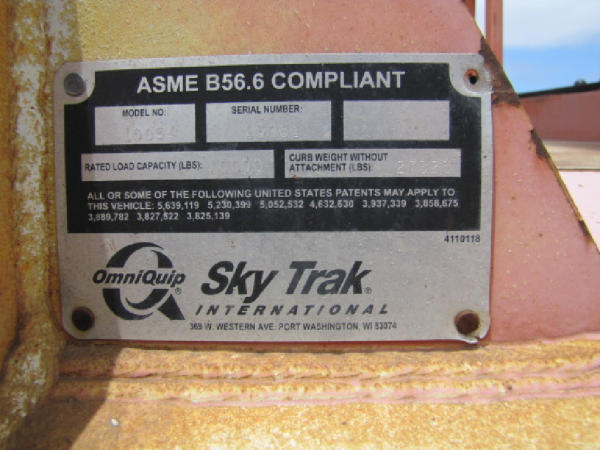 ASME B56.6 COMPLIANT
MODEL NO: SERIAL NUMBER:
10054
RATED LOAD CAPACITY (LBS): CURB WEIGHT WITHOUT ATTACHMENT (LBS):
ALL OR SOME OF THE FOLLOWING UNITED STATES PATENTS MAY APPLY TO
THIS VEHICLE: 5,639,119 5,230,399 5,052,532 4,632,630 3,937,339 3,858,675
3,889,782 3,827,522 3,825,139
4110118
OmniQuip® Sky Trak®
INTERNATIONAL
369 W. WESTERN AVE. PORT WASHINGTON, WI 53074